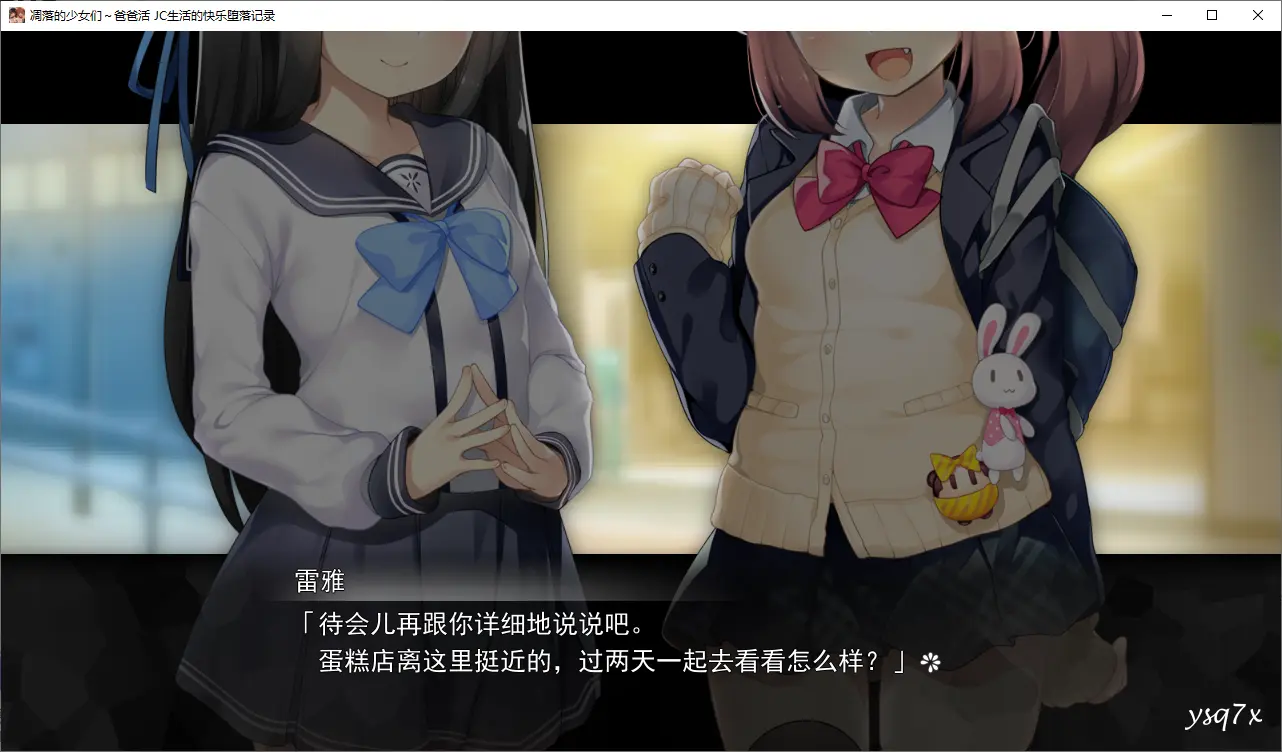 凋落的少女们～爸爸活 JC生活的快乐堕落记录
雷雅
「待会儿再跟你详细地说说吧。
蛋糕店离这里挺近的，过两天一起去看看怎么样？」
ysq7x